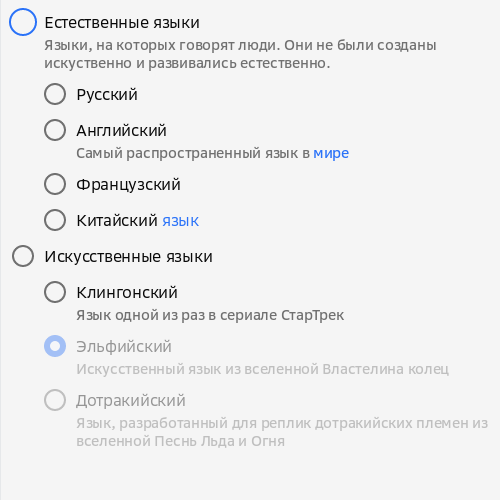 Естественные языки
Языки, на которых говорят люди. Они не были созданы
искуственно и развивались естественно.
Русский
Английский
Самый распространенный язык в мире
Французский
Китайский язык
Искусственные языки
Клингонский
Язык одной из раз в сериале СтарТрек
Эльфийский
Искусственный язык из вселенной Властелина колец
Дотракийский
Язык, разработанный для реплик дотракийских племен из
вселенной Песнь Льда и Огня